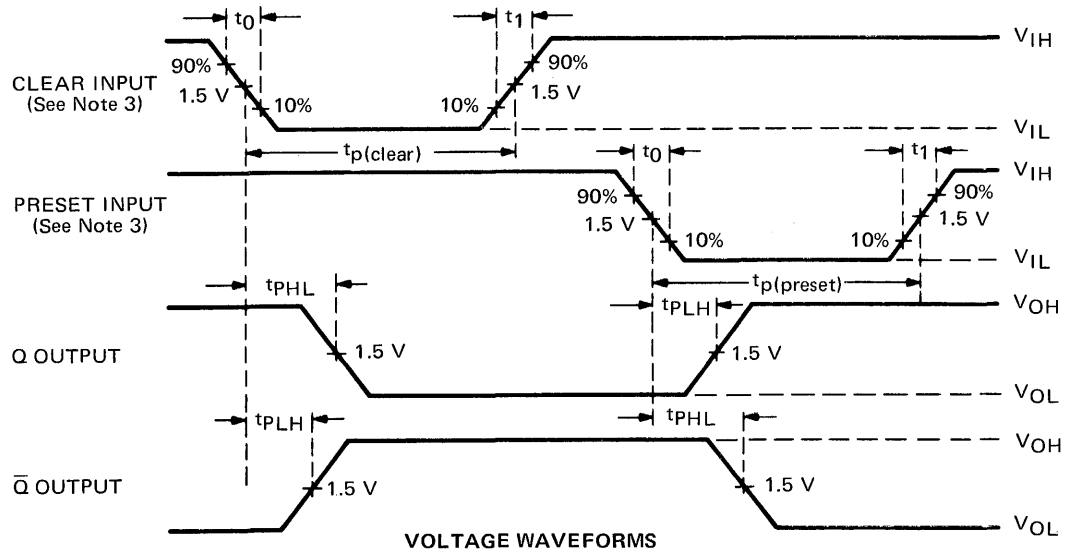 t0 t1
VIH
90% 90%
CLEAR INPUT
(See Note 3)
1.5 V 1.5 V
10% 10%
VIL
tp(clear)
t0 t1
VIH
PRESET INPUT
(See Note 3)
90% 90%
1.5 V 1.5 V
10% 10%
VIL
tPHL tp(preset)
tPLH
VOH
Q OUTPUT
1.5 V 1.5 V
VOL
tPLH tPHL
VOH
Q̅ OUTPUT
1.5 V 1.5 V
VOL
VOLTAGE WAVEFORMS